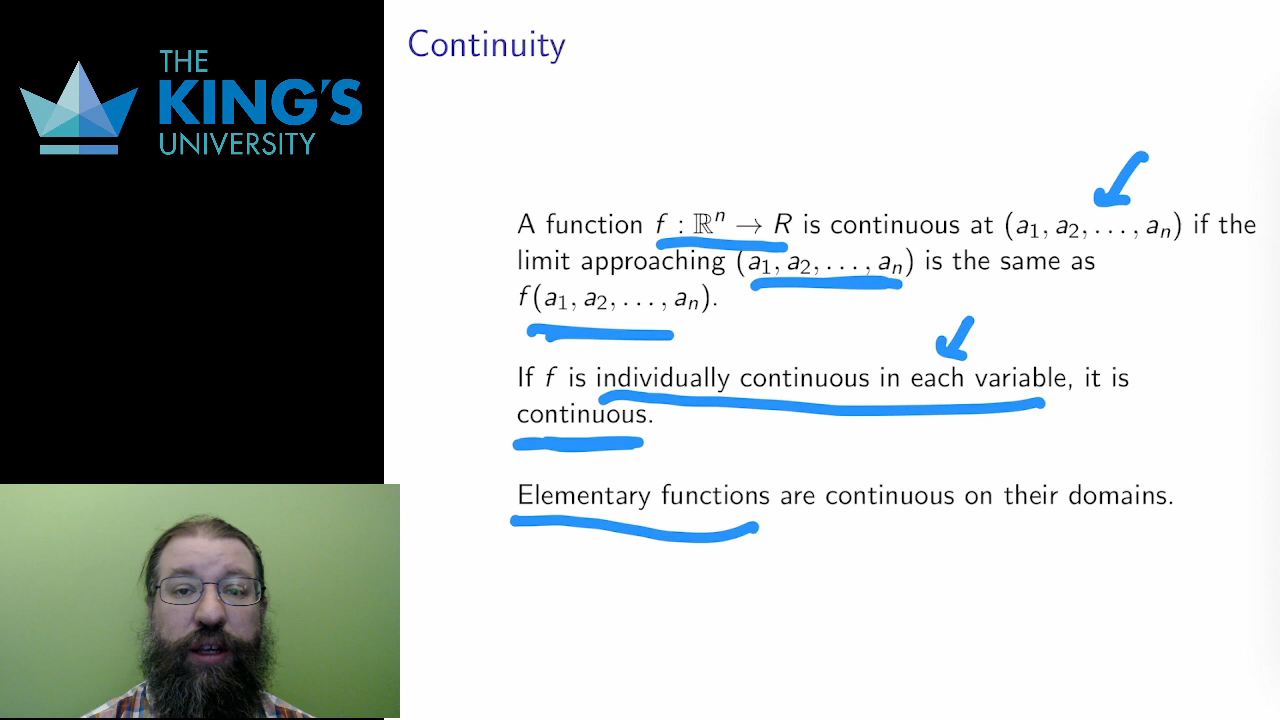 THE
KING'S
UNIVERSITY
Continuity
A function f : ℝⁿ → R is continuous at (a₁, a₂, . . . , aₙ) if the
limit approaching (a₁, a₂, . . . , aₙ) is the same as
f(a₁, a₂, . . . , aₙ).
If f is individually continuous in each variable, it is
continuous.
Elementary functions are continuous on their domains.